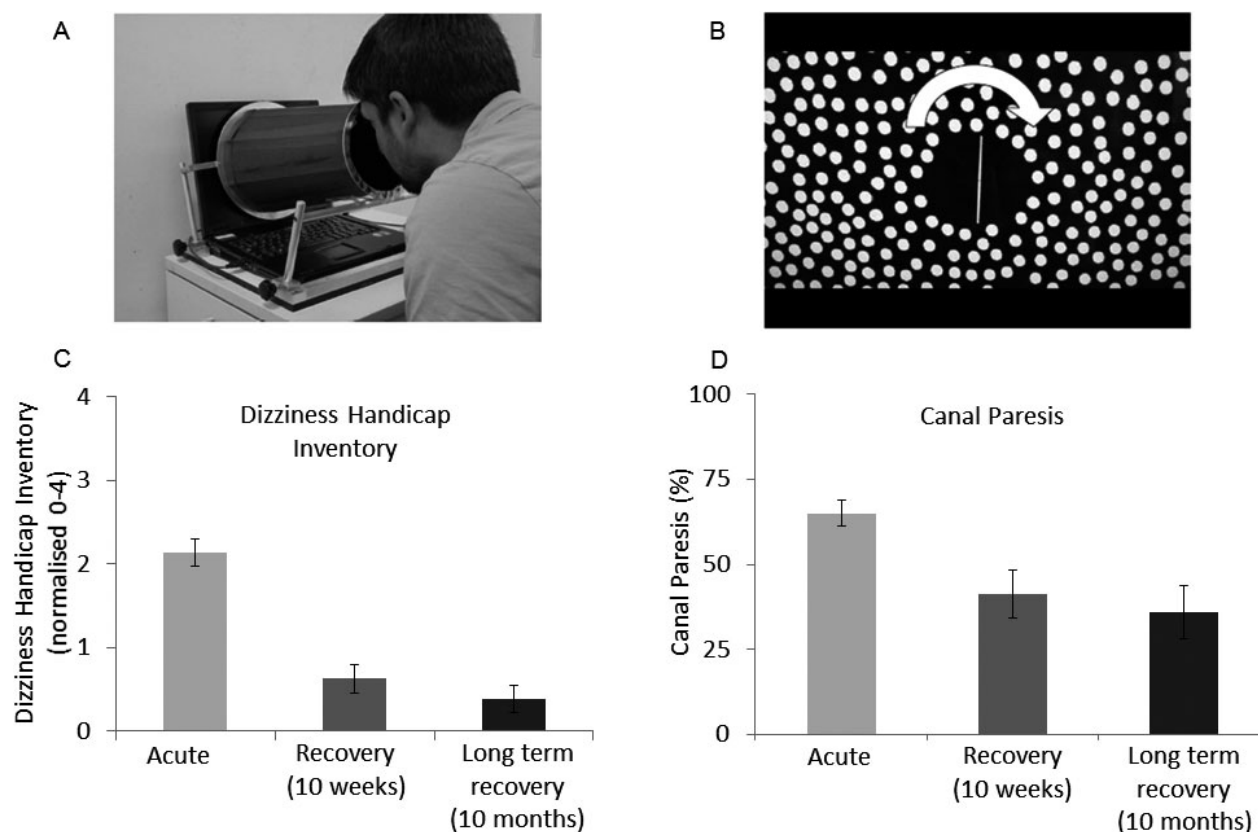 A
B
C
Dizziness Handicap Inventory
(normalised 0-4)
4
3
2
1
0
Dizziness Handicap
Inventory
Acute
Recovery
(10 weeks)
Long term
recovery
(10 months)
D
Canal Paresis (%)
100
75
50
25
0
Canal Paresis
Acute
Recovery
(10 weeks)
Long term
recovery
(10 months)